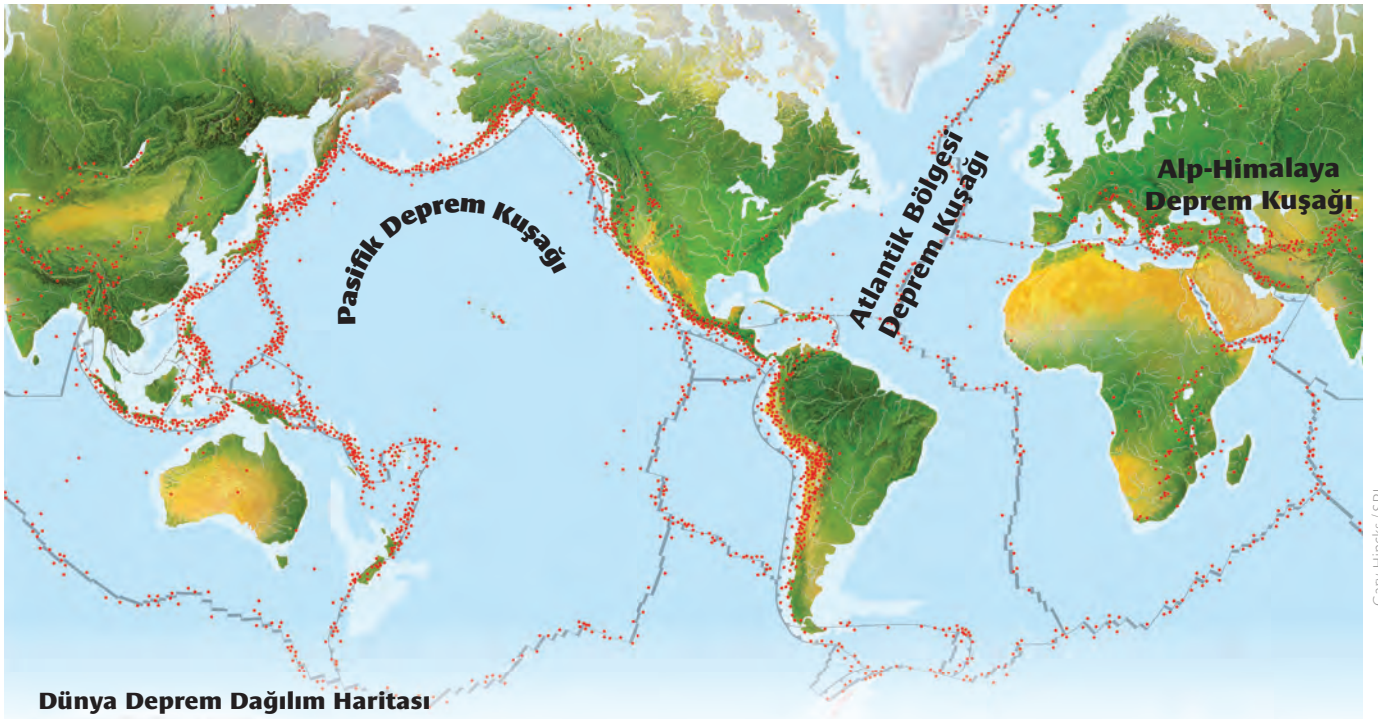 Pasifik Deprem Kuşağı
Atlantik Bölgesi
Deprem Kuşağı
Alp-Himalaya
Deprem Kuşağı
Dünya Deprem Dağılım Haritası